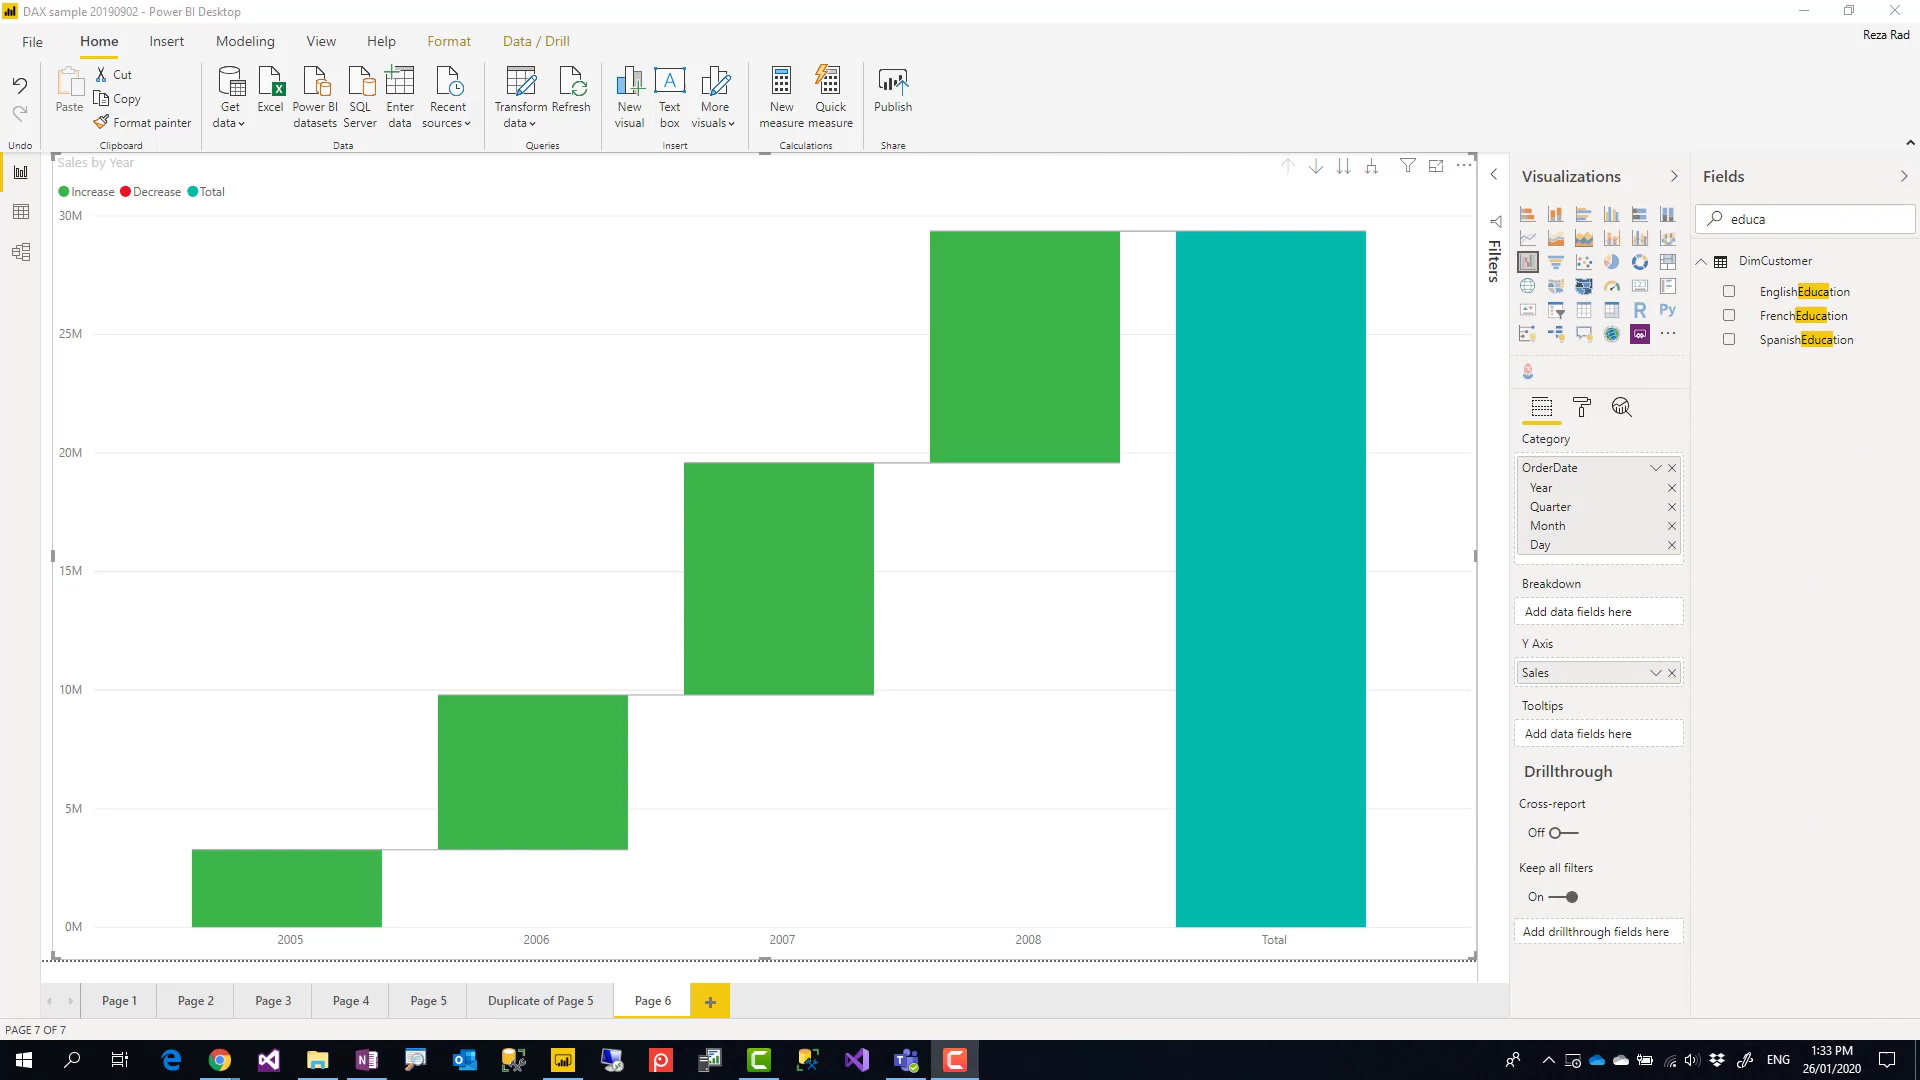 DAX sample 20190902 - Power BI Desktop
Reza Rad
File Home Insert Modeling View Help Format Data / Drill
Undo
Paste
Cut
Copy
Format painter
Clipboard
Get data
Excel
Power BI datasets
SQL Server
Enter data
Recent sources
Data
Transform data
Refresh
Queries
New visual
Text box
More visuals
Insert
New measure
Quick measure
Calculations
Publish
Share
Sales by Year
Increase Decrease Total
30M
25M
20M
15M
10M
5M
0M
2005 2006 2007 2008 Total
Filters
Visualizations
R
Py
123
Category
OrderDate
Year
Quarter
Month
Day
Breakdown
Add data fields here
Y Axis
Sales
Tooltips
Add data fields here
Drillthrough
Cross-report
Off
Keep all filters
On
Add drillthrough fields here
Fields
educa
DimCustomer
EnglishEducation
FrenchEducation
SpanishEducation
Page 1 Page 2 Page 3 Page 4 Page 5 Duplicate of Page 5 Page 6
PAGE 7 OF 7
ENG
1:33 PM
26/01/2020